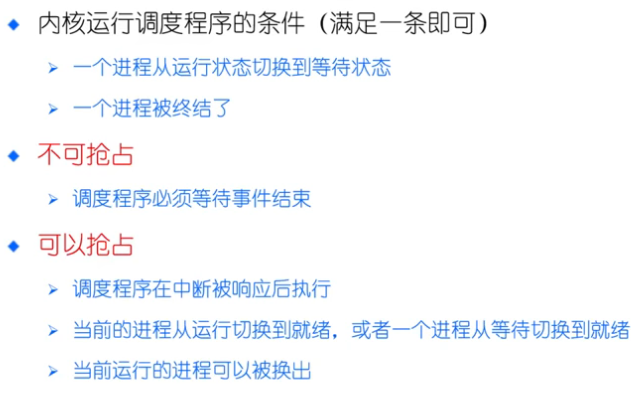 内核运行调度程序的条件（满足一条即可）
一个进程从运行状态切换到等待状态
一个进程被终结了
不可抢占
调度程序必须等待事件结束
可以抢占
调度程序在中断被响应后执行
当前的进程从运行切换到就绪，或者一个进程从等待切换到就绪
当前运行的进程可以被换出